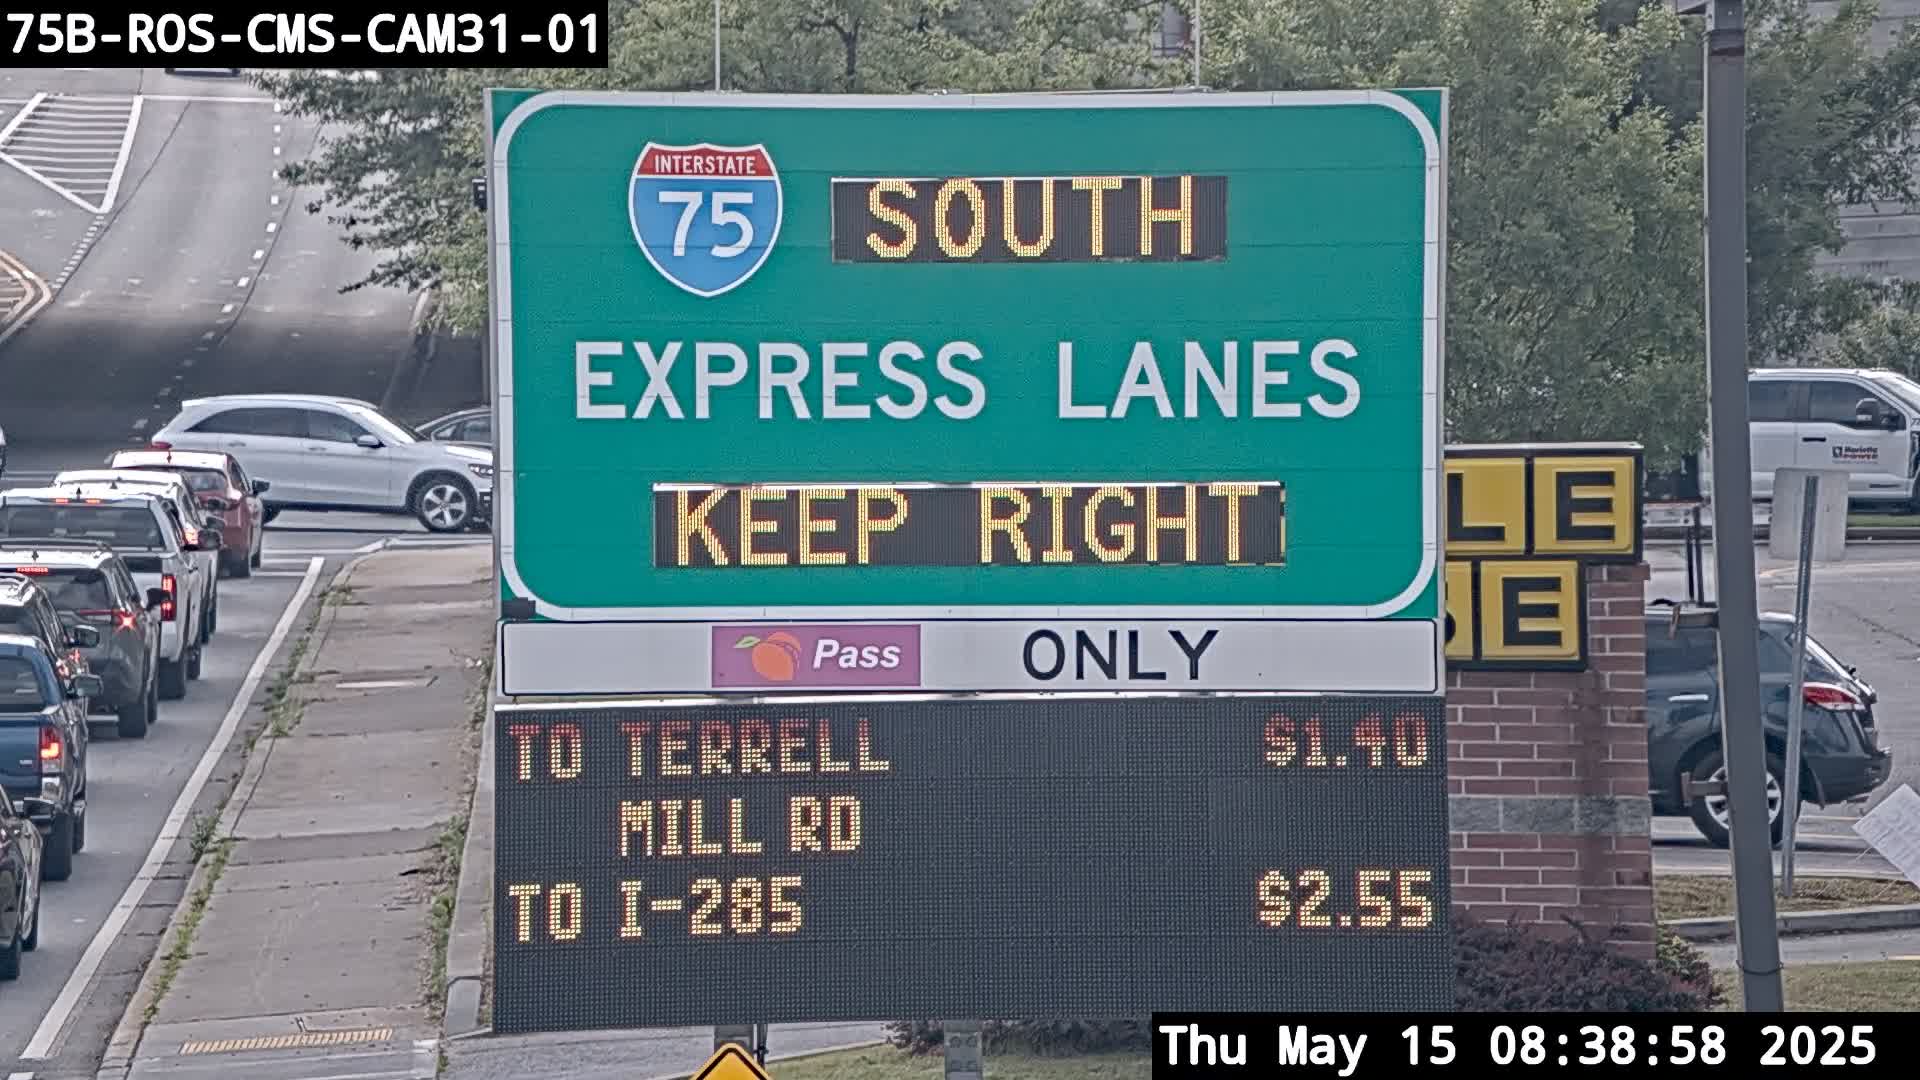 75B-ROS-CMS-CAM31-01
INTERSTATE
75
SOUTH
EXPRESS LANES
KEEP RIGHT
LE
E
Pass ONLY
TO TERRELL $1.40
MILL RD
TO I-285 $2.55
Thu May 15 08:38:58 2025